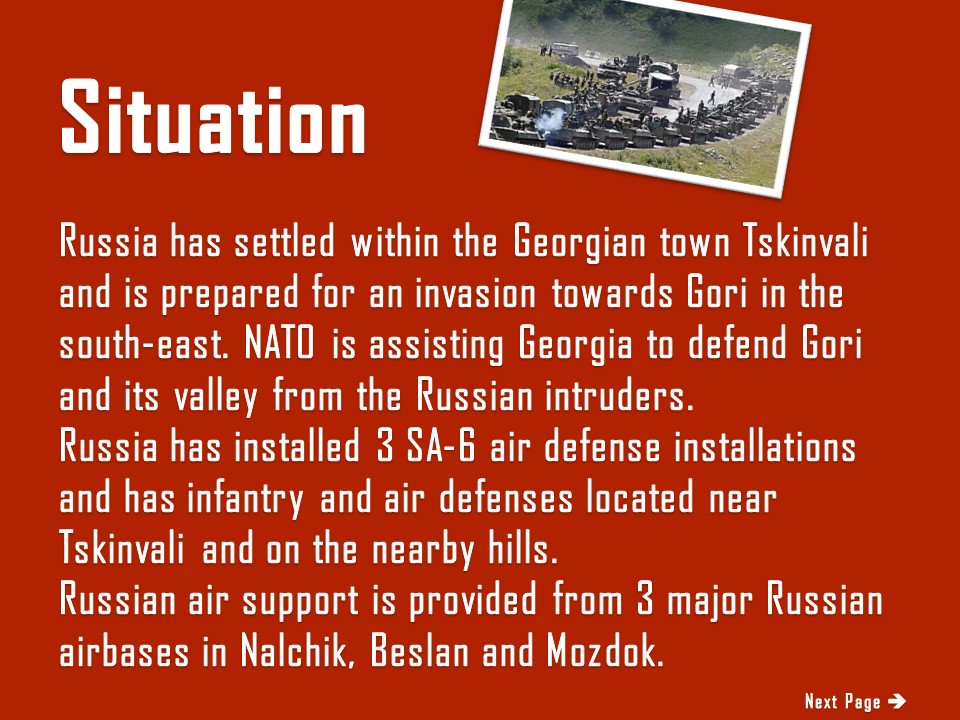 Situation
Russia has settled within the Georgian town Tskinvali
and is prepared for an invasion towards Gori in the
south-east. NATO is assisting Georgia to defend Gori
and its valley from the Russian intruders.
Russia has installed 3 SA-6 air defense installations
and has infantry and air defenses located near
Tskinvali and on the nearby hills.
Russian air support is provided from 3 major Russian
airbases in Nalchik, Beslan and Mozdok.
Next Page →